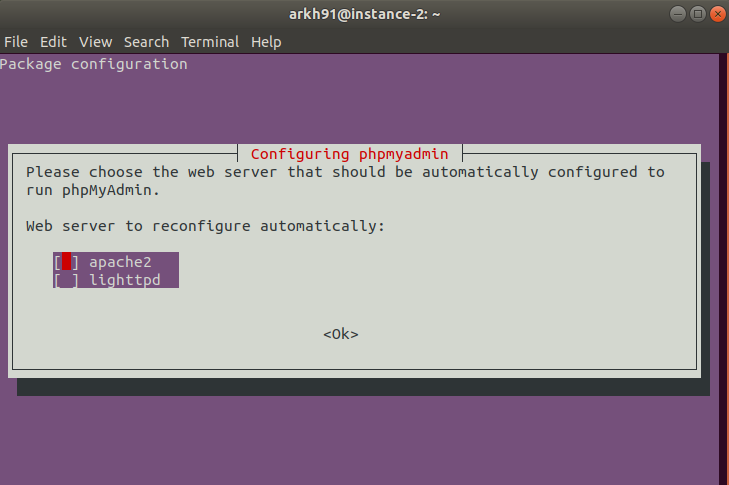 arkh91@instance-2: ~
File Edit View Search Terminal Help
Package configuration
Configuring phpmyadmin
Please choose the web server that should be automatically configured to
run phpMyAdmin.
Web server to reconfigure automatically:
[ ] apache2
[ ] lighttpd
<Ok>